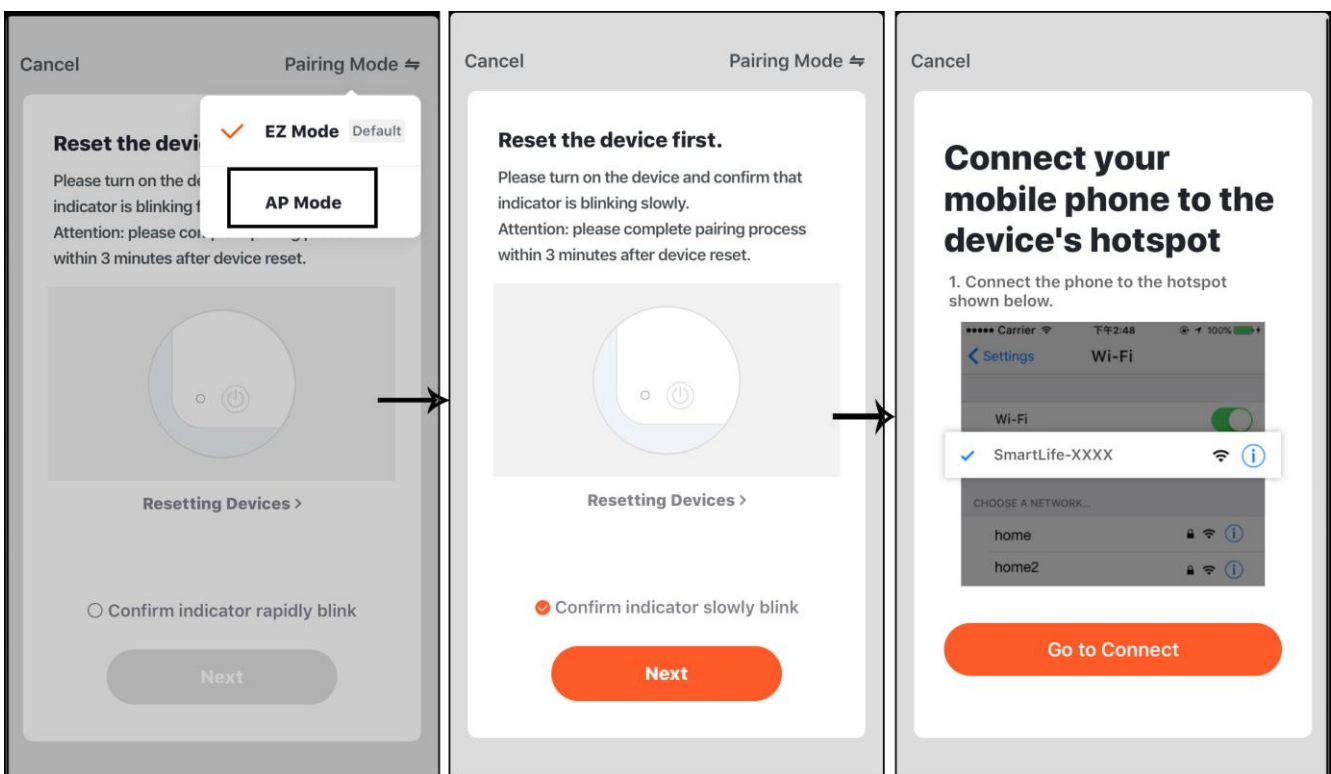 Cancel
Pairing Mode ⇋
EZ Mode Default
AP Mode
Reset the devi
Please turn on the de
indicator is blinking
Attention: please
within 3 minutes after device reset.
Resetting Devices >
Confirm indicator rapidly blink
Next
Cancel
Pairing Mode ⇋
Reset the device first.
Please turn on the device and confirm that
indicator is blinking slowly.
Attention: please complete pairing process
within 3 minutes after device reset.
Resetting Devices >
Confirm indicator slowly blink
Next
Cancel
Connect your
mobile phone to the
device's hotspot
1. Connect the phone to the hotspot
shown below.
Carrier 下午2:48 100%
Settings Wi-Fi
Wi-Fi
SmartLife-XXXX
CHOOSE A NETWORK...
home
home2
Go to Connect